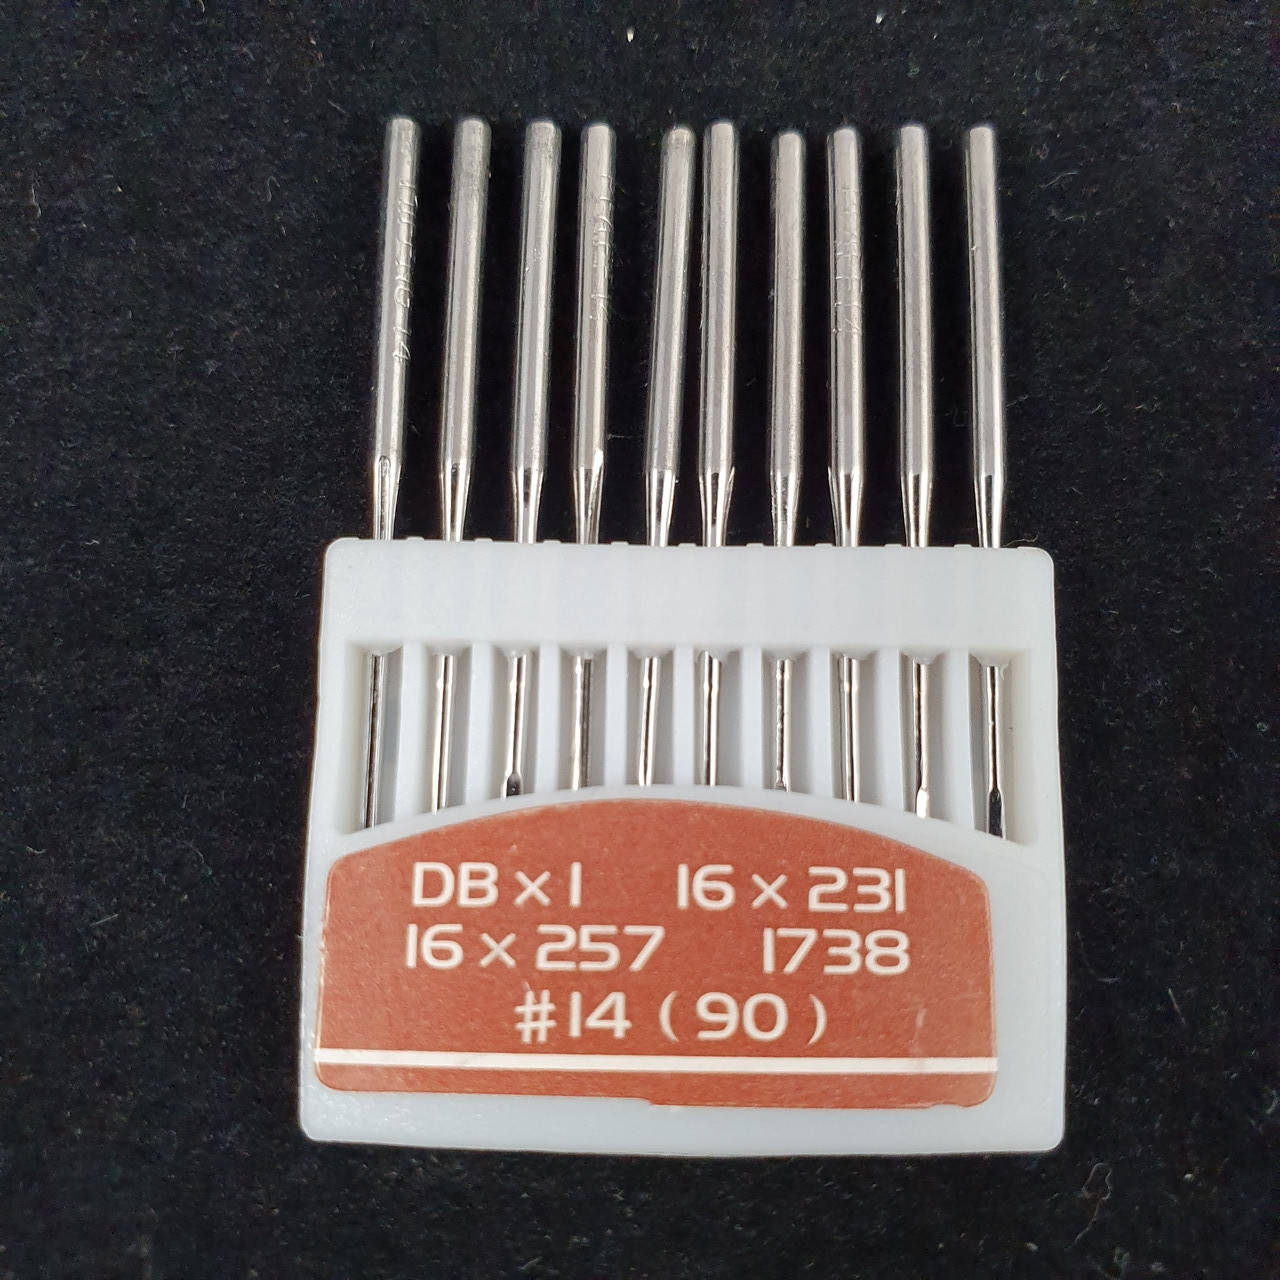 DB x 1 16 x 231
16 x 257 1738
#14 ( 90 )